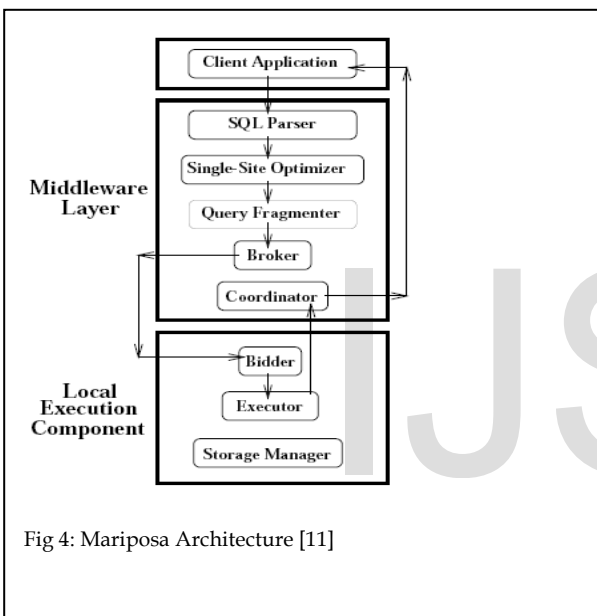 Client Application
SQL Parser
Single-Site Optimizer
Middleware
Layer
Query Fragmenter
Broker
Coordinator
Bidder
Local
Execution
Component
Executor
Storage Manager
IJS
Fig 4: Mariposa Architecture [11]